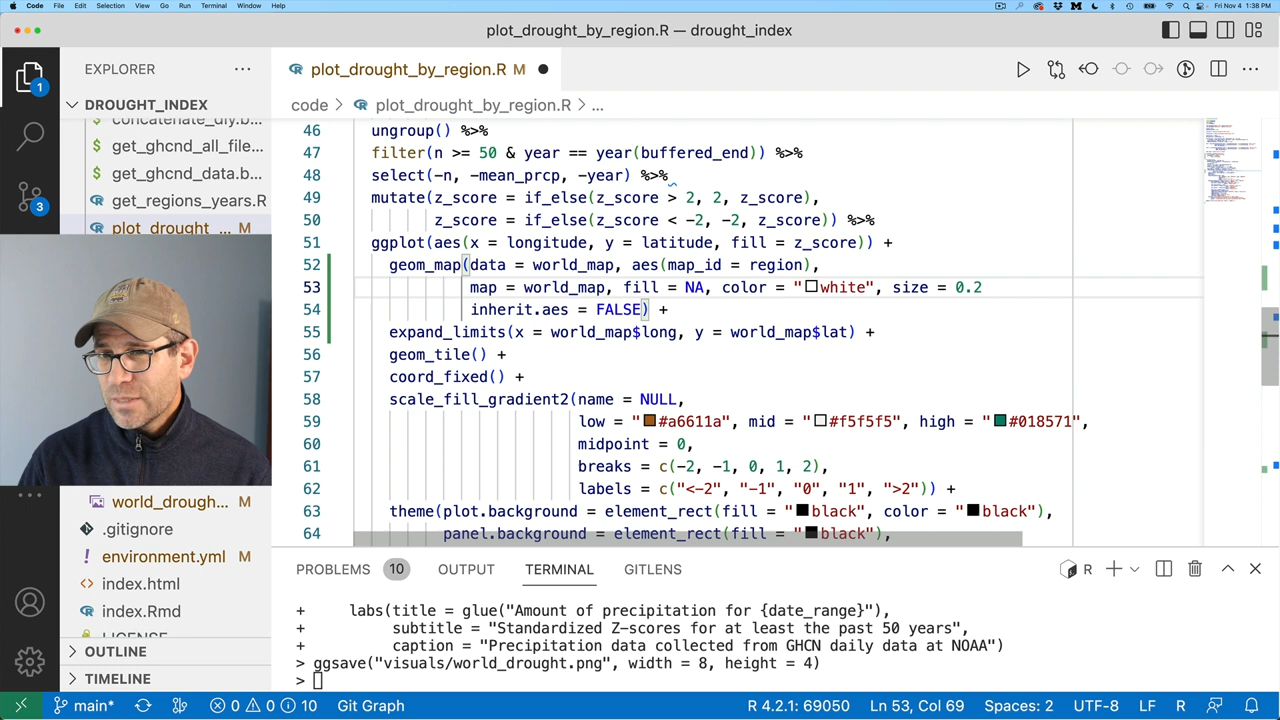 Code File Edit Selection View Go Run Terminal Window Help Fri Nov 4 1:38 PM
plot_drought_by_region.R — drought_index
EXPLORER
plot_drought_by_region.R M
DROUGHT_INDEX
code > plot_drought_by_region.R > ...
concatenate_dly.b...
get_ghcnd_all_file...
get_ghcnd_data.b...
get_regions_years.R
plot_drought_... M
1
3
46 ungroup() %>%
47 filter(n >= 50 & year == year(buffered_end)) %>%
48 select(-n, -mean_prcp, -year) %>%
49 mutate(z_score = if_else(z_score > 2, 2, z_score),
50 z_score = if_else(z_score < -2, -2, z_score)) %>%
51 ggplot(aes(x = longitude, y = latitude, fill = z_score)) +
52 geom_map(data = world_map, aes(map_id = region),
53 map = world_map, fill = NA, color = "white", size = 0.2
54 inherit.aes = FALSE) +
55 expand_limits(x = world_map$long, y = world_map$lat) +
56 geom_tile() +
57 coord_fixed() +
58 scale_fill_gradient2(name = NULL,
59 low = "#a6611a", mid = "#f5f5f5", high = "#018571",
60 midpoint = 0,
61 breaks = c(-2, -1, 0, 1, 2),
62 labels = c("<-2", "-1", "0", "1", ">2")) +
63 theme(plot.background = element_rect(fill = "black", color = "black"),
64 panel.background = element_rect(fill = "black"),
world_drough... M
.gitignore
! environment.yml M
<> index.html
index.Rmd
LICENSE
OUTLINE
TIMELINE
PROBLEMS 10 OUTPUT TERMINAL GITLENS R
+ labs(title = glue("Amount of precipitation for {date_range}"),
+ subtitle = "Standardized Z-scores for at least the past 50 years",
+ caption = "Precipitation data collected from GHCN daily data at NOAA")
> ggsave("visuals/world_drought.png", width = 8, height = 4)
>
main* 0 0 10 Git Graph R 4.2.1: 69050 Ln 53, Col 69 Spaces: 2 UTF-8 LF R